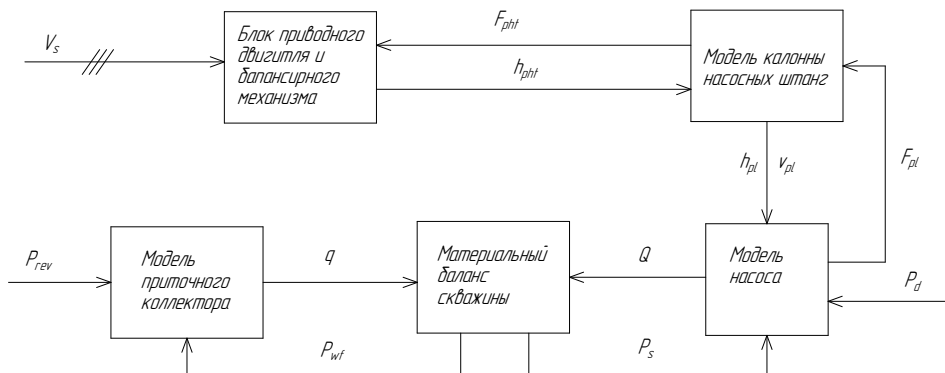 V_s
Блок приводного
двигитля и
балансирного
механизма
F_pht
h_pht
Модель калонны
насосных штанг
h_pl v_pl
F_pl
P_rev
Модель
приточного
коллектора
q
Материальный
баланс
скважины
Q
Модель
насоса
P_d
P_wf
P_s